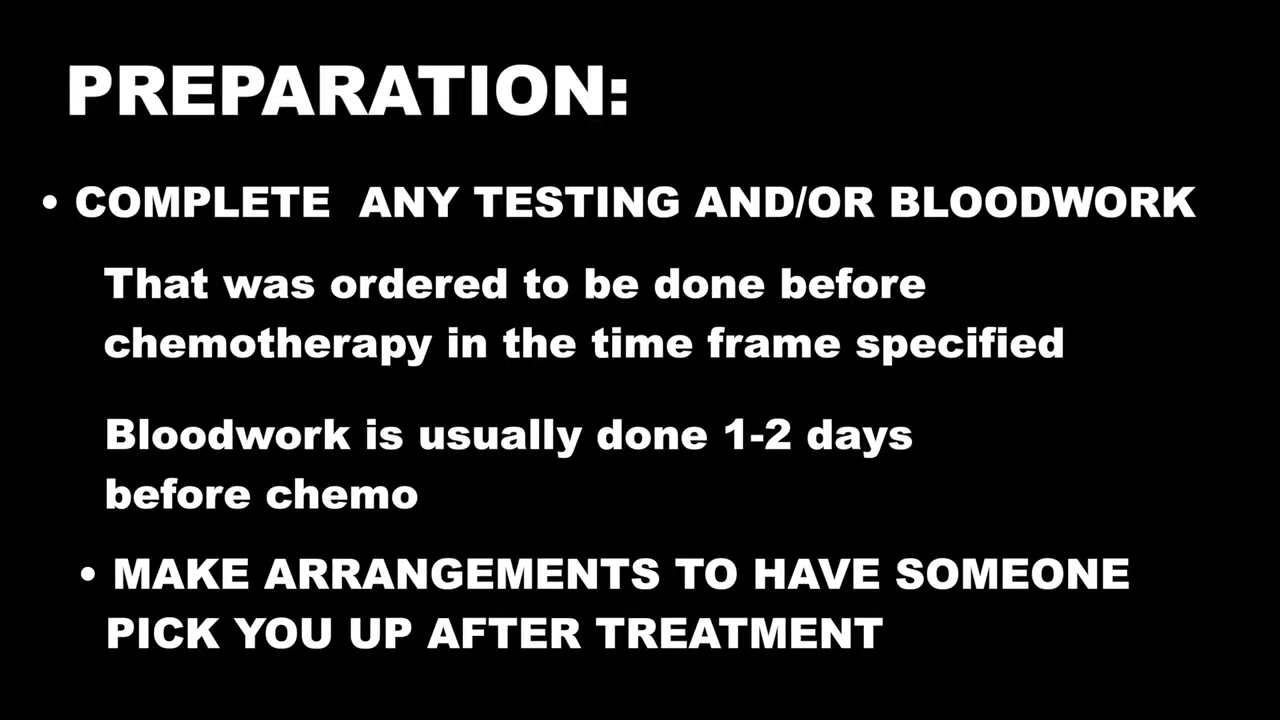 PREPARATION:
• COMPLETE  ANY TESTING AND/OR BLOODWORK
That was ordered to be done before
chemotherapy in the time frame specified
Bloodwork is usually done 1-2 days
before chemo
• MAKE ARRANGEMENTS TO HAVE SOMEONE
PICK YOU UP AFTER TREATMENT